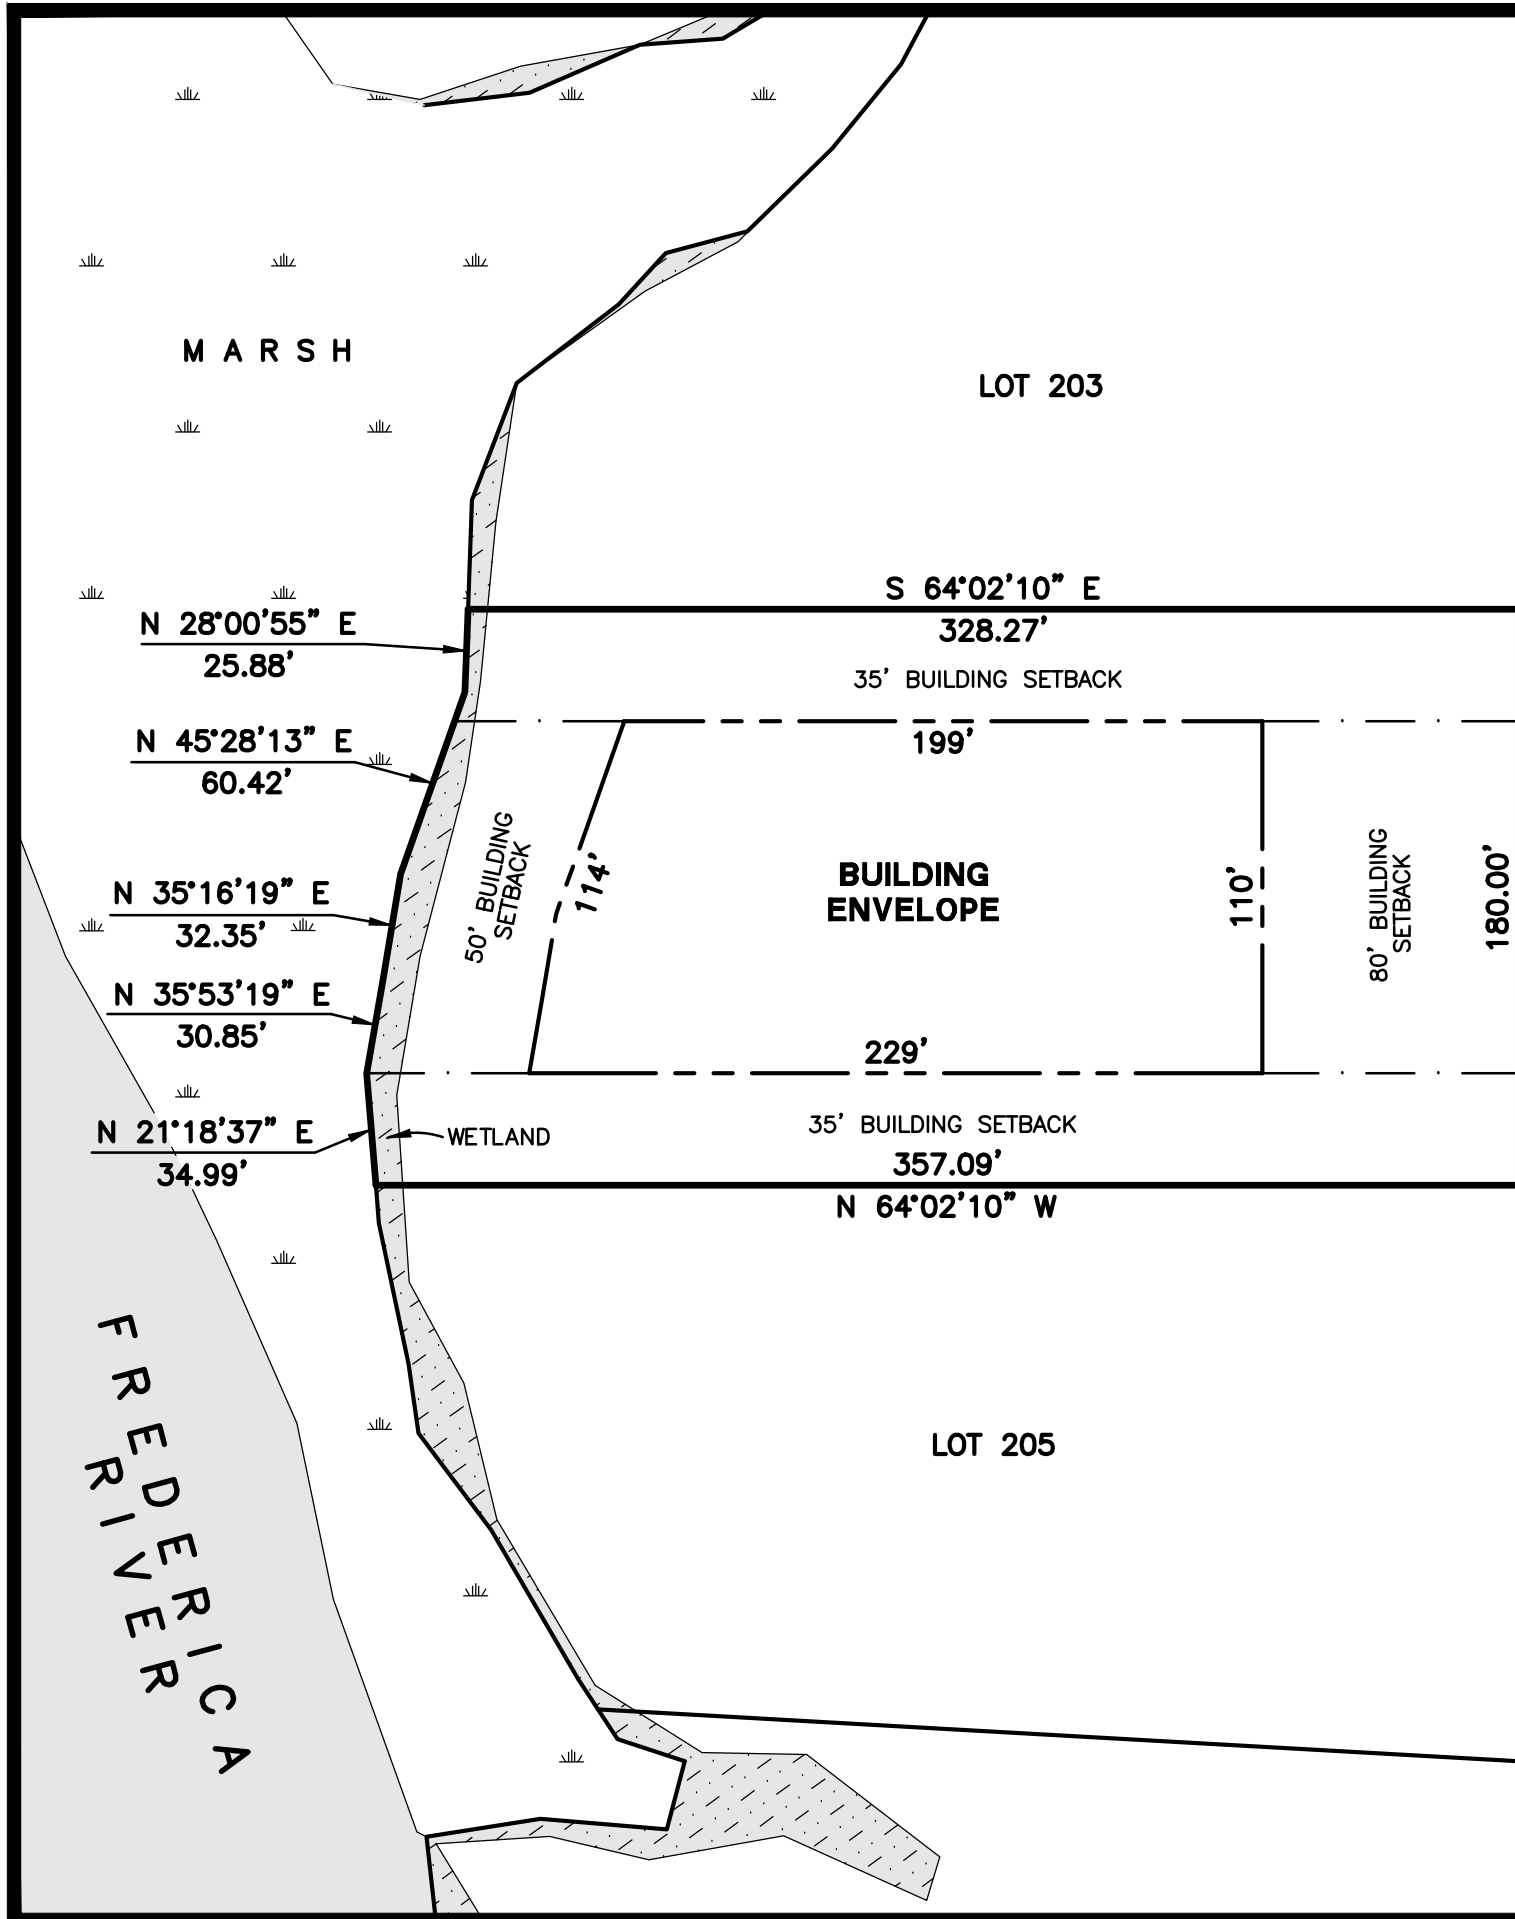 MARSH
LOT 203
S 64°02'10" E
328.27'
35' BUILDING SETBACK
N 28°00'55" E
25.88'
N 45°28'13" E
60.42'
199'
50' BUILDING
SETBACK
114'
BUILDING
ENVELOPE
110'
80' BUILDING
SETBACK
180.00'
N 35°16'19" E
32.35'
N 35°53'19" E
30.85'
229'
N 21°18'37" E
34.99'
WETLAND
35' BUILDING SETBACK
357.09'
N 64°02'10" W
LOT 205
FREDERICA
RIVER